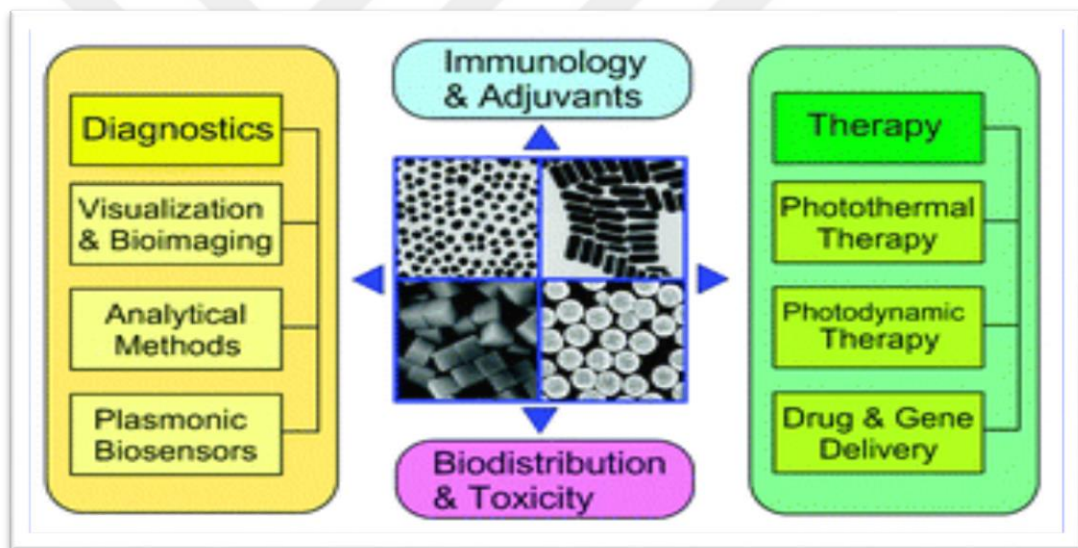 Diagnostics
Visualization
& Bioimaging
Analytical
Methods
Plasmonic
Biosensors
Immunology
& Adjuvants
Biodistribution
& Toxicity
Therapy
Photothermal
Therapy
Photodynamic
Therapy
Drug & Gene
Delivery